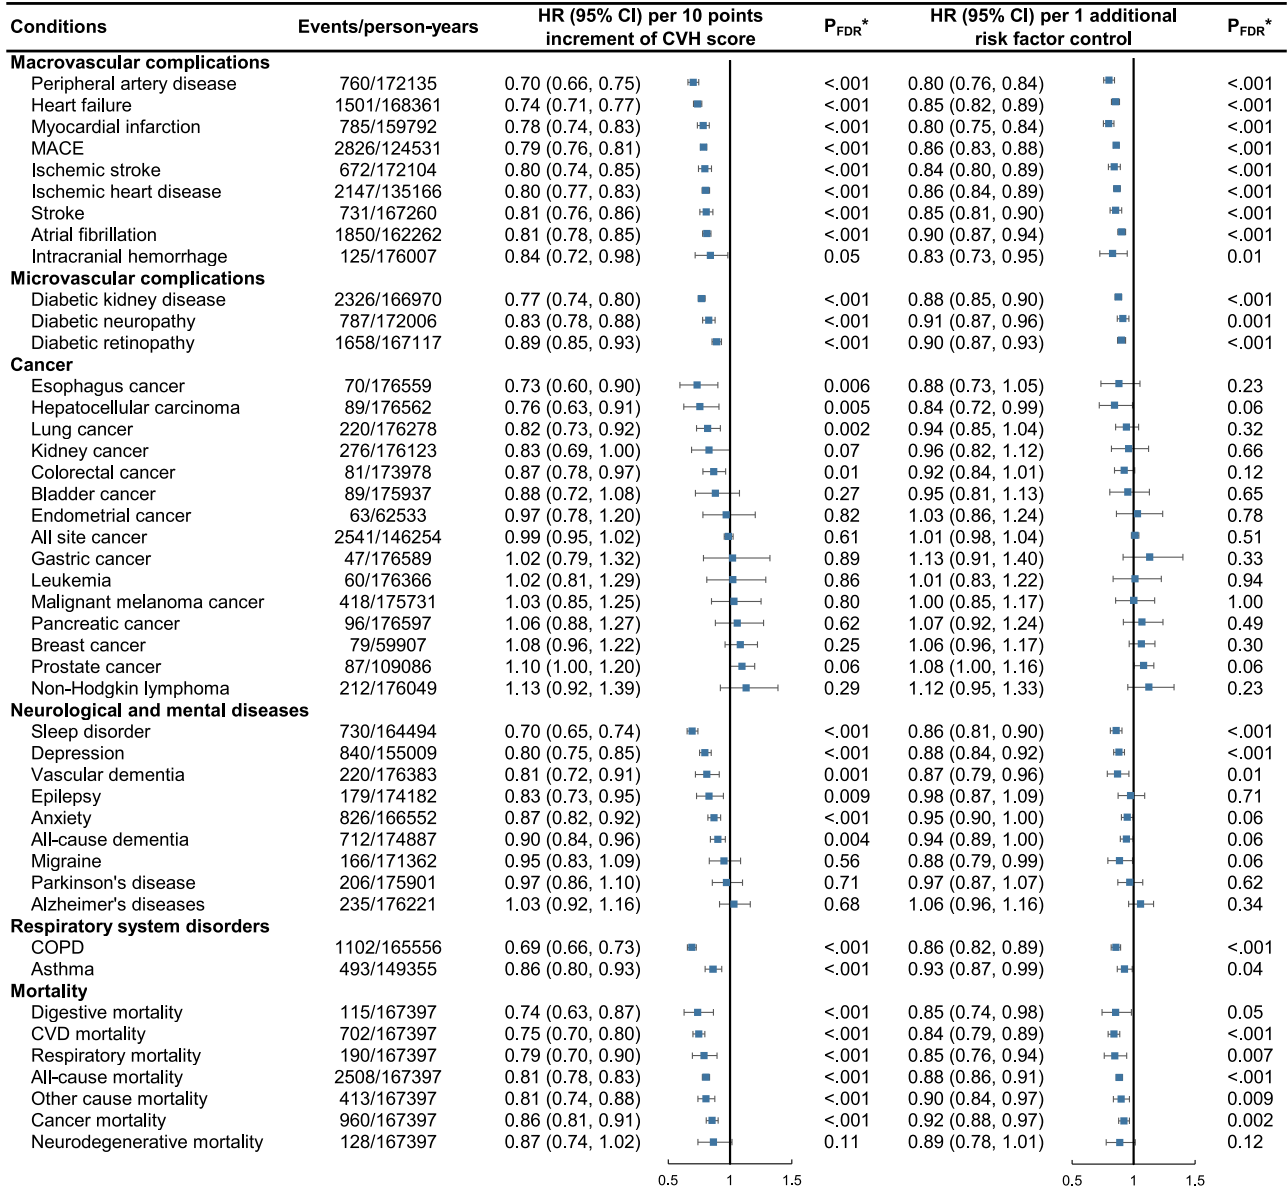 Conditions Events/person-years HR (95% CI) per 10 points increment of CVH score P_FDR* HR (95% CI) per 1 additional risk factor control P_FDR*
Macrovascular complications
Peripheral artery disease 760/172135 0.70 (0.66, 0.75) <.001 0.80 (0.76, 0.84) <.001
Heart failure 1501/168361 0.74 (0.71, 0.77) <.001 0.85 (0.82, 0.89) <.001
Myocardial infarction 785/159792 0.78 (0.74, 0.83) <.001 0.80 (0.75, 0.84) <.001
MACE 2826/124531 0.79 (0.76, 0.81) <.001 0.86 (0.83, 0.88) <.001
Ischemic stroke 672/172104 0.80 (0.74, 0.85) <.001 0.84 (0.80, 0.89) <.001
Ischemic heart disease 2147/135166 0.80 (0.77, 0.83) <.001 0.86 (0.84, 0.89) <.001
Stroke 731/167260 0.81 (0.76, 0.86) <.001 0.85 (0.81, 0.90) <.001
Atrial fibrillation 1850/162262 0.81 (0.78, 0.85) <.001 0.90 (0.87, 0.94) <.001
Intracranial hemorrhage 125/176007 0.84 (0.72, 0.98) 0.05 0.83 (0.73, 0.95) 0.01
Microvascular complications
Diabetic kidney disease 2326/166970 0.77 (0.74, 0.80) <.001 0.88 (0.85, 0.90) <.001
Diabetic neuropathy 787/172006 0.83 (0.78, 0.88) <.001 0.91 (0.87, 0.96) 0.001
Diabetic retinopathy 1658/167117 0.89 (0.85, 0.93) <.001 0.90 (0.87, 0.93) <.001
Cancer
Esophagus cancer 70/176559 0.73 (0.60, 0.90) 0.006 0.88 (0.73, 1.05) 0.23
Hepatocellular carcinoma 89/176562 0.76 (0.63, 0.91) 0.005 0.84 (0.72, 0.99) 0.06
Lung cancer 220/176278 0.82 (0.73, 0.92) 0.002 0.94 (0.85, 1.04) 0.32
Kidney cancer 276/176123 0.83 (0.69, 1.00) 0.07 0.96 (0.82, 1.12) 0.66
Colorectal cancer 81/173978 0.87 (0.78, 0.97) 0.01 0.92 (0.84, 1.01) 0.12
Bladder cancer 89/175937 0.88 (0.72, 1.08) 0.27 0.95 (0.81, 1.13) 0.65
Endometrial cancer 63/62533 0.97 (0.78, 1.20) 0.82 1.03 (0.86, 1.24) 0.78
All site cancer 2541/146254 0.99 (0.95, 1.02) 0.61 1.01 (0.98, 1.04) 0.51
Gastric cancer 47/176589 1.02 (0.79, 1.32) 0.89 1.13 (0.91, 1.40) 0.33
Leukemia 60/176366 1.02 (0.81, 1.29) 0.86 1.01 (0.83, 1.22) 0.94
Malignant melanoma cancer 418/175731 1.03 (0.85, 1.25) 0.80 1.00 (0.85, 1.17) 1.00
Pancreatic cancer 96/176597 1.06 (0.88, 1.27) 0.62 1.07 (0.92, 1.24) 0.49
Breast cancer 79/59907 1.08 (0.96, 1.22) 0.25 1.06 (0.96, 1.17) 0.30
Prostate cancer 87/109086 1.10 (1.00, 1.20) 0.06 1.08 (1.00, 1.16) 0.06
Non-Hodgkin lymphoma 212/176049 1.13 (0.92, 1.39) 0.29 1.12 (0.95, 1.33) 0.23
Neurological and mental diseases
Sleep disorder 730/164494 0.70 (0.65, 0.74) <.001 0.86 (0.81, 0.90) <.001
Depression 840/155009 0.80 (0.75, 0.85) <.001 0.88 (0.84, 0.92) <.001
Vascular dementia 220/176383 0.81 (0.72, 0.91) 0.001 0.87 (0.79, 0.96) 0.01
Epilepsy 179/174182 0.83 (0.73, 0.95) 0.009 0.98 (0.87, 1.09) 0.71
Anxiety 826/166552 0.87 (0.82, 0.92) <.001 0.95 (0.90, 1.00) 0.06
All-cause dementia 712/174887 0.90 (0.84, 0.96) 0.004 0.94 (0.89, 1.00) 0.06
Migraine 166/171362 0.95 (0.83, 1.09) 0.56 0.88 (0.79, 0.99) 0.06
Parkinson's disease 206/175901 0.97 (0.86, 1.10) 0.71 0.97 (0.87, 1.07) 0.62
Alzheimer's diseases 235/176221 1.03 (0.92, 1.16) 0.68 1.06 (0.96, 1.16) 0.34
Respiratory system disorders
COPD 1102/165556 0.69 (0.66, 0.73) <.001 0.86 (0.82, 0.89) <.001
Asthma 493/149355 0.86 (0.80, 0.93) <.001 0.93 (0.87, 0.99) 0.04
Mortality
Digestive mortality 115/167397 0.74 (0.63, 0.87) <.001 0.85 (0.74, 0.98) 0.05
CVD mortality 702/167397 0.75 (0.70, 0.80) <.001 0.84 (0.79, 0.89) <.001
Respiratory mortality 190/167397 0.79 (0.70, 0.90) <.001 0.85 (0.76, 0.94) 0.007
All-cause mortality 2508/167397 0.81 (0.78, 0.83) <.001 0.88 (0.86, 0.91) <.001
Other cause mortality 413/167397 0.81 (0.74, 0.88) <.001 0.90 (0.84, 0.97) 0.009
Cancer mortality 960/167397 0.86 (0.81, 0.91) <.001 0.92 (0.88, 0.97) 0.002
Neurodegenerative mortality 128/167397 0.87 (0.74, 1.02) 0.11 0.89 (0.78, 1.01) 0.12
0.5 1 1.5 0.5 1 1.5